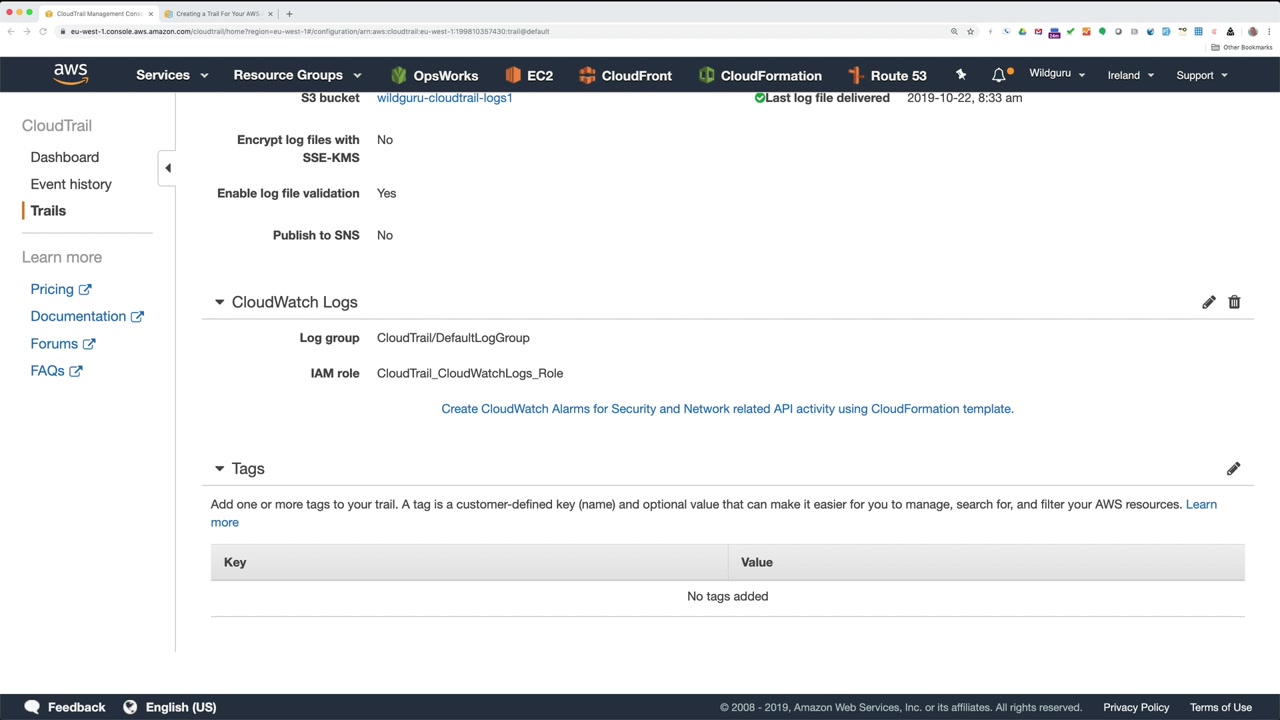 CloudTrail Management Cons
Creating a Trail For Your AWS
eu-west-1.console.aws.amazon.com/cloudtrail/home?region=eu-west-1#/configuration/arn:aws:cloudtrail:eu-west-1:199810357430:trail@default
Other Bookmarks
aws
Services
Resource Groups
OpsWorks
EC2
CloudFront
CloudFormation
Route 53
Wildguru
Ireland
Support
CloudTrail
Dashboard
Event history
Trails
Learn more
Pricing
Documentation
Forums
FAQs
S3 bucket wildguru-cloudtrail-logs1
Last log file delivered 2019-10-22, 8:33 am
Encrypt log files with No
SSE-KMS
Enable log file validation Yes
Publish to SNS No
CloudWatch Logs
Log group CloudTrail/DefaultLogGroup
IAM role CloudTrail_CloudWatchLogs_Role
Create CloudWatch Alarms for Security and Network related API activity using CloudFormation template.
Tags
Add one or more tags to your trail. A tag is a customer-defined key (name) and optional value that can make it easier for you to manage, search for, and filter your AWS resources. Learn
more
Key Value
No tags added
Feedback
English (US)
© 2008 - 2019, Amazon Web Services, Inc. or its affiliates. All rights reserved.
Privacy Policy
Terms of Use